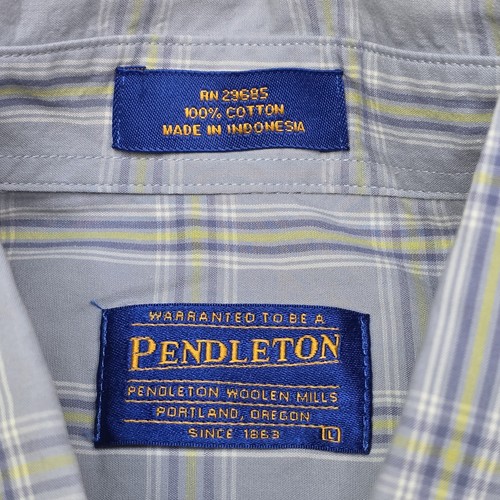 RN 29685
100% COTTON
MADE IN INDONESIA
WARRANTED TO BE A
PENDLETON
PENDLETON WOOLEN MILLS
PORTLAND, OREGON
SINCE 1863 L